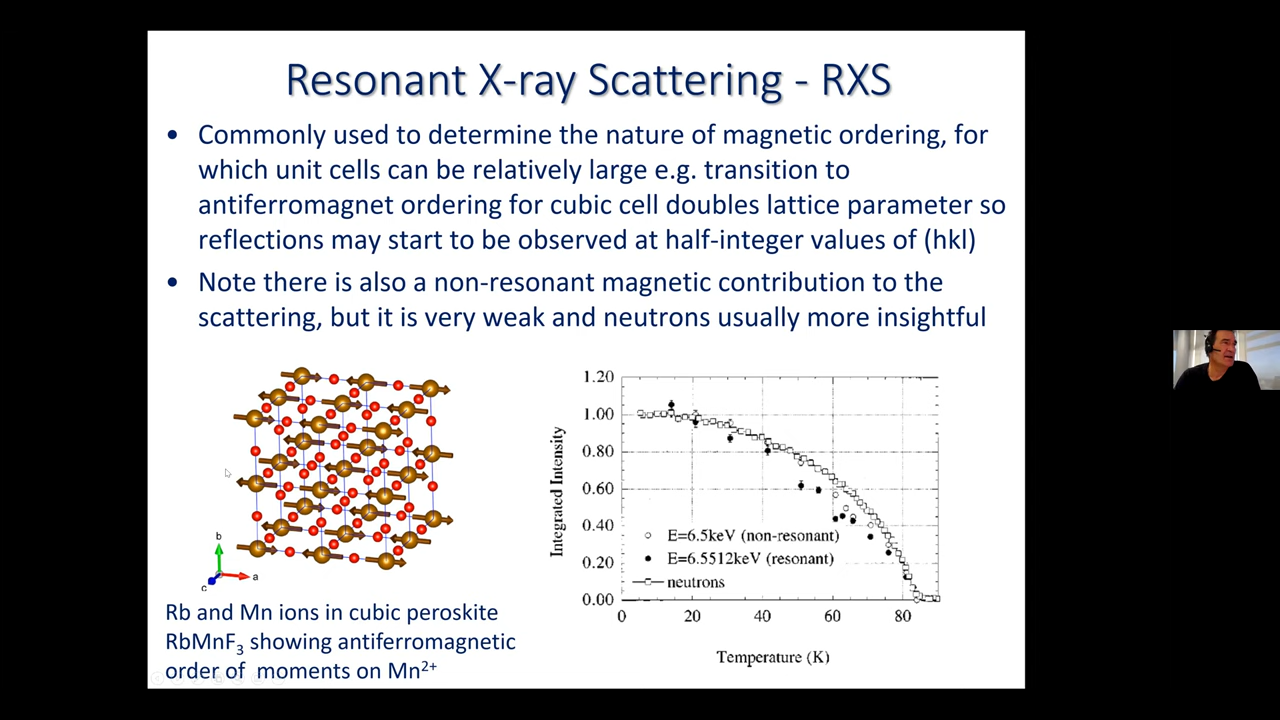 Resonant X-ray Scattering - RXS
• Commonly used to determine the nature of magnetic ordering, for
which unit cells can be relatively large e.g. transition to
antiferromagnet ordering for cubic cell doubles lattice parameter so
reflections may start to be observed at half-integer values of (hkl)
• Note there is also a non-resonant magnetic contribution to the
scattering, but it is very weak and neutrons usually more insightful
b
a
c
Rb and Mn ions in cubic peroskite
RbMnF₃ showing antiferromagnetic
order of moments on Mn²⁺
Integrated Intensity
1.20
1.00
0.80
0.60
0.40
0.20
0.00
E=6.5keV (non-resonant)
E=6.5512keV (resonant)
neutrons
0 20 40 60 80
Temperature (K)